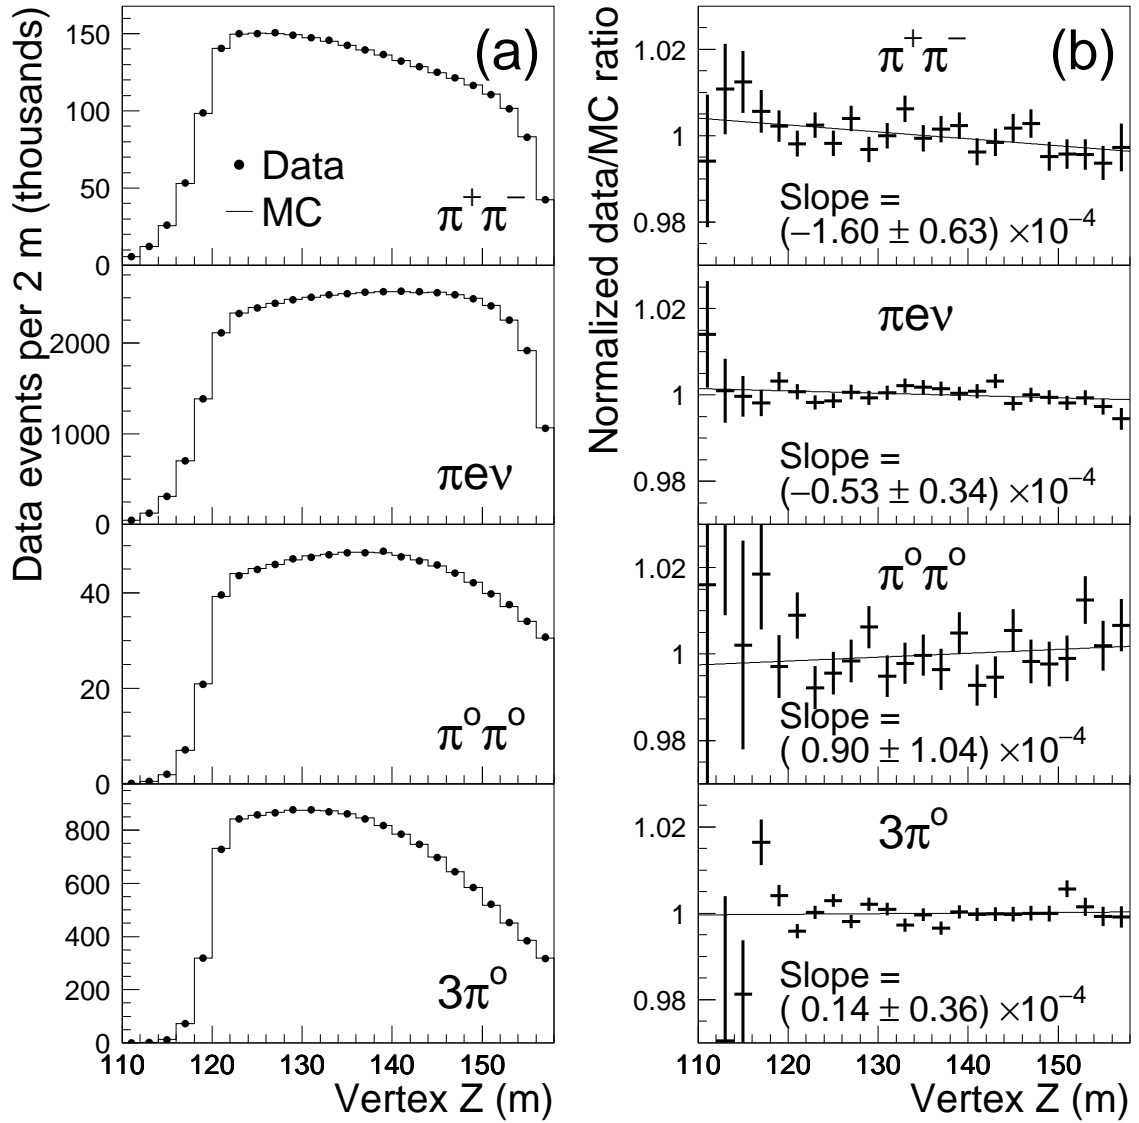 Data events per 2 m (thousands)
(a)
150
100
50
0
Data
MC
π⁺π⁻
2000
1000
0
πeν
40
20
0
π⁰π⁰
800
600
400
200
0
3π⁰
110 120 130 140 150
Vertex Z (m)
Normalized data/MC ratio
(b)
1.02
1
0.98
π⁺π⁻
Slope =
(−1.60 ± 0.63) ×10⁻⁴
1.02
1
0.98
πeν
Slope =
(−0.53 ± 0.34) ×10⁻⁴
1.02
1
0.98
π⁰π⁰
Slope =
( 0.90 ± 1.04) ×10⁻⁴
1.02
1
0.98
3π⁰
Slope =
( 0.14 ± 0.36) ×10⁻⁴
110 120 130 140 150
Vertex Z (m)